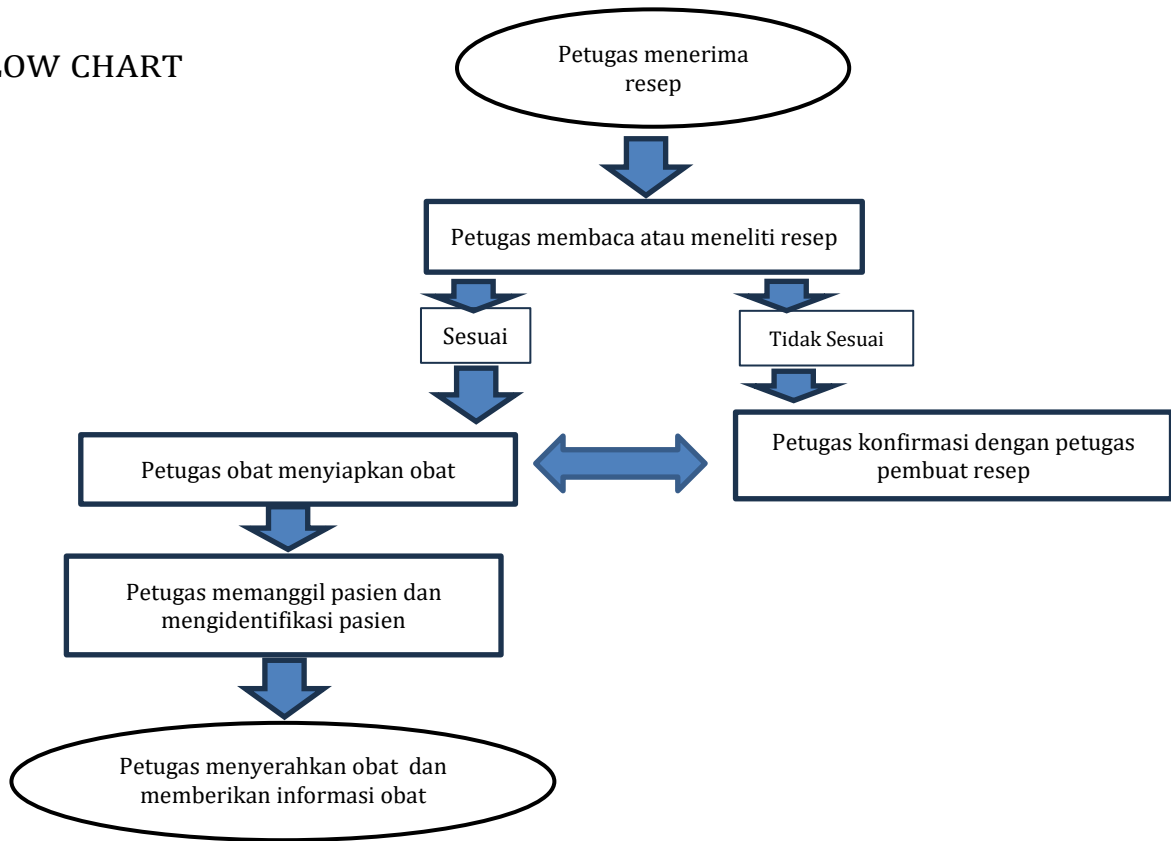 LOW CHART
Petugas menerima
resep
Petugas membaca atau meneliti resep
Sesuai
Tidak Sesuai
Petugas obat menyiapkan obat
Petugas konfirmasi dengan petugas
pembuat resep
Petugas memanggil pasien dan
mengidentifikasi pasien
Petugas menyerahkan obat dan
memberikan informasi obat